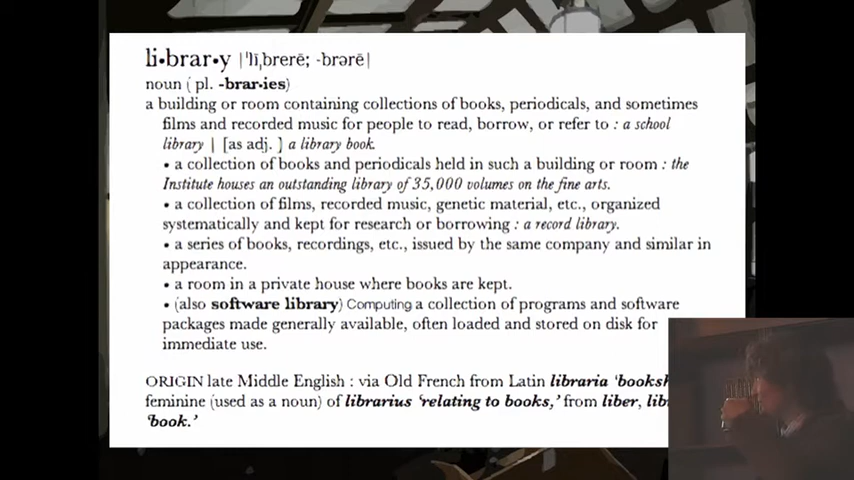 li•brar•y |ˈlīˌbrerē; -brərē|
noun ( pl. -brar•ies)
a building or room containing collections of books, periodicals, and sometimes
films and recorded music for people to read, borrow, or refer to : a school
library | [as adj. ] a library book.
• a collection of books and periodicals held in such a building or room : the
Institute houses an outstanding library of 35,000 volumes on the fine arts.
• a collection of films, recorded music, genetic material, etc., organized
systematically and kept for research or borrowing : a record library.
• a series of books, recordings, etc., issued by the same company and similar in
appearance.
• a room in a private house where books are kept.
• (also software library) Computing a collection of programs and software
packages made generally available, often loaded and stored on disk for
immediate use.
ORIGIN late Middle English : via Old French from Latin libraria
feminine (used as a noun) of librarius ‘relating to books,’ from liber,
‘book.’